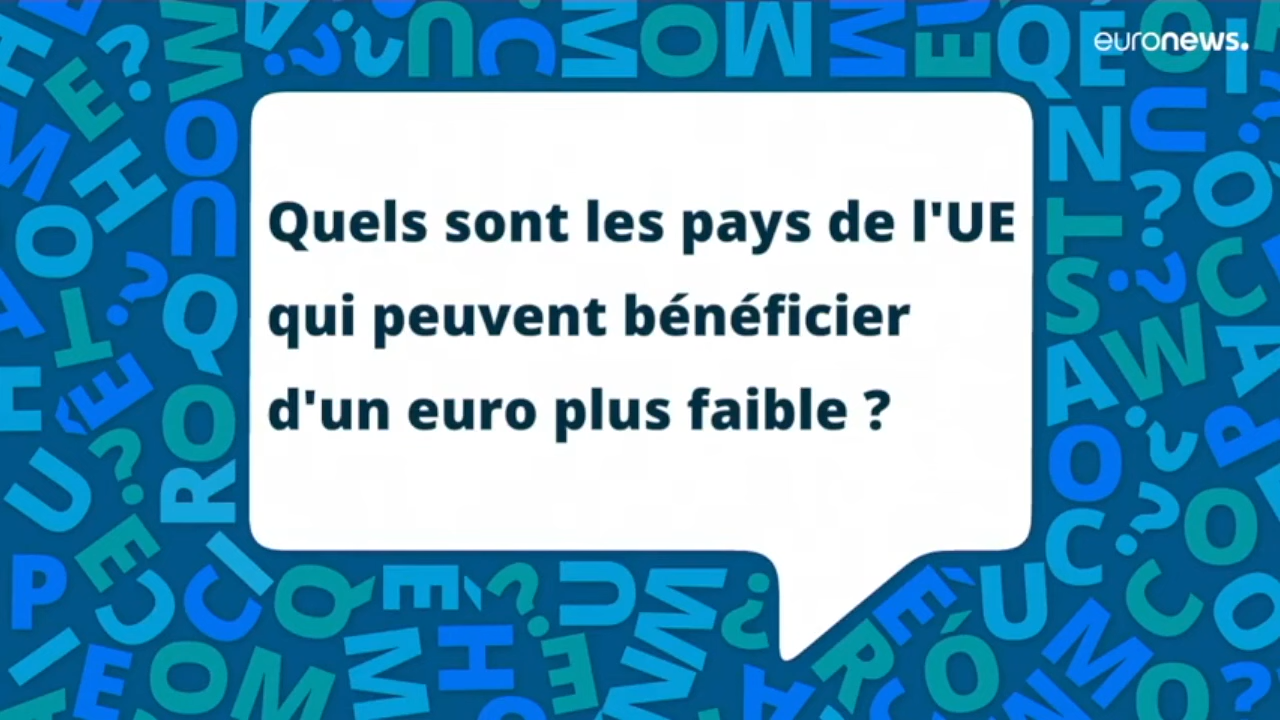 euronews.
Quels sont les pays de l'UE
qui peuvent bénéficier
d'un euro plus faible ?